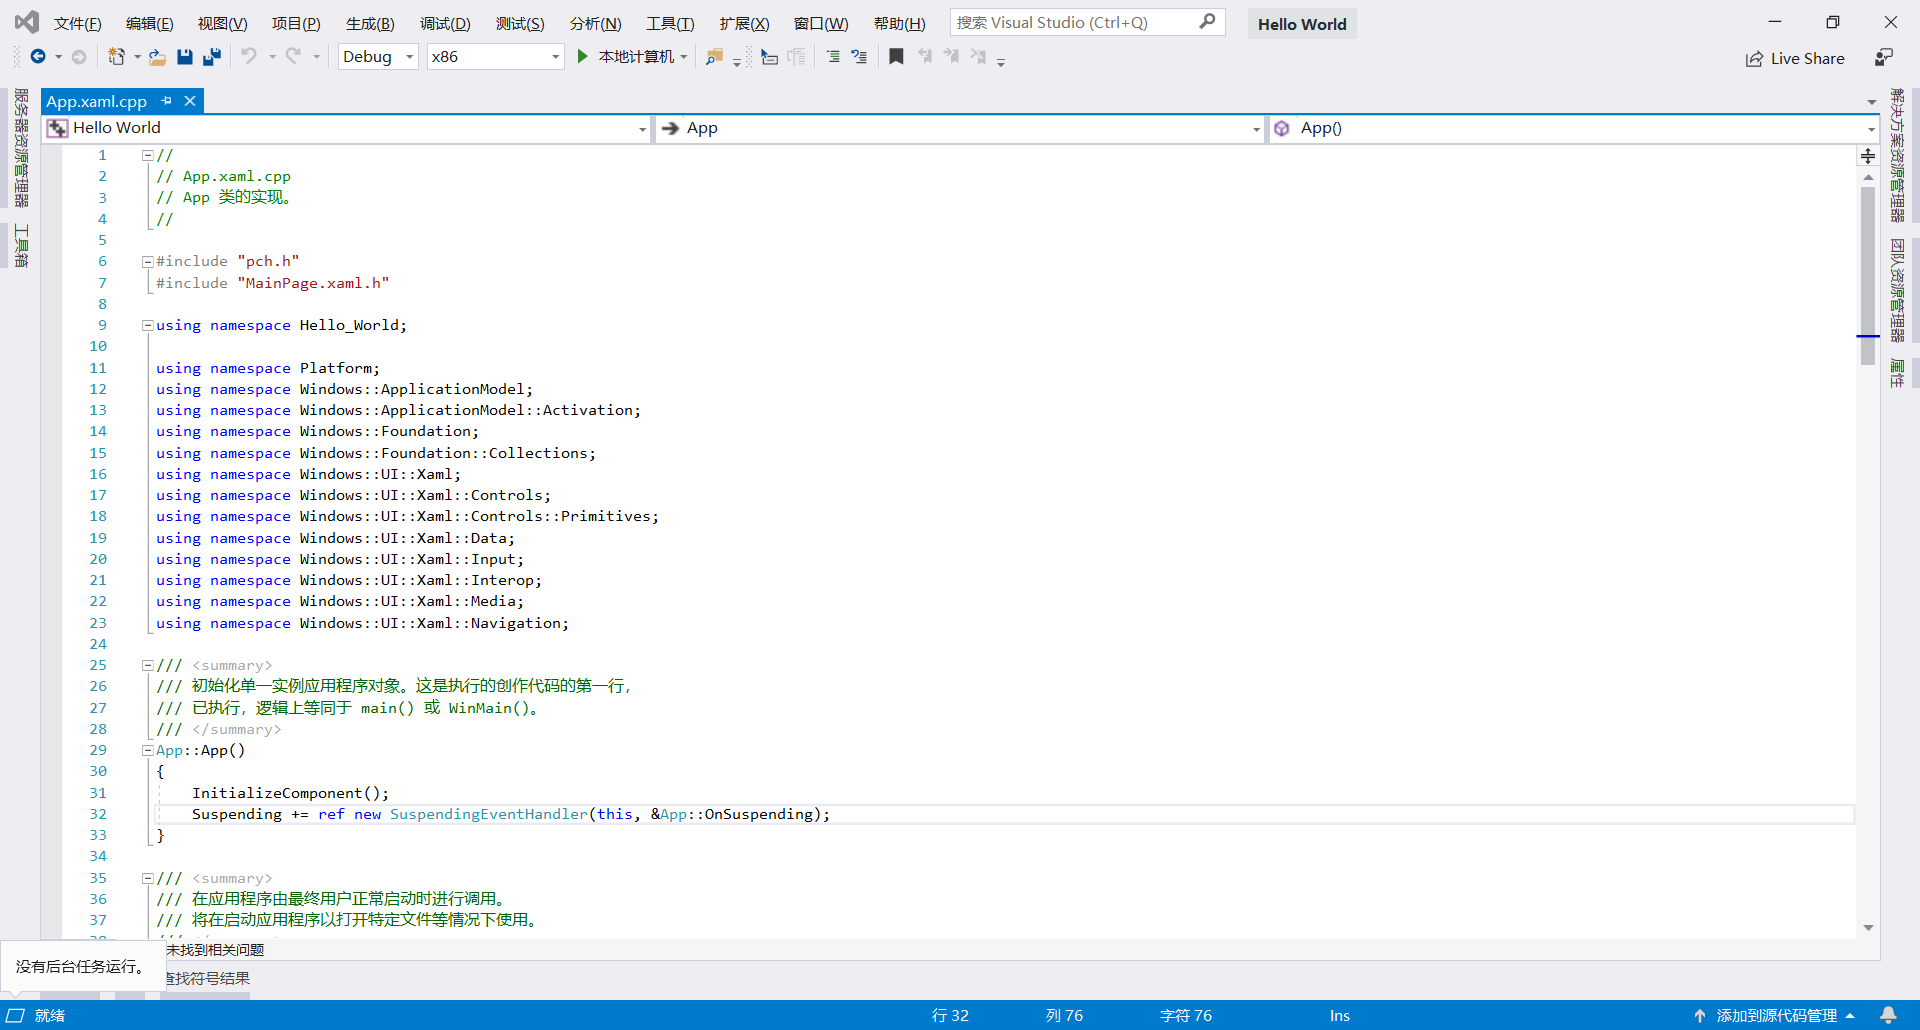 文件(F) 编辑(E) 视图(V) 项目(P) 生成(B) 调试(D) 测试(S) 分析(N) 工具(T) 扩展(X) 窗口(W) 帮助(H) 搜索 Visual Studio (Ctrl+Q) Hello World
Debug x86 本地计算机 Live Share
服务器资源管理器
工具箱
App.xaml.cpp
Hello World App App()
1 //
2 // App.xaml.cpp
3 // App 类的实现。
4 //
5
6 #include "pch.h"
7 #include "MainPage.xaml.h"
8
9 using namespace Hello_World;
10
11 using namespace Platform;
12 using namespace Windows::ApplicationModel;
13 using namespace Windows::ApplicationModel::Activation;
14 using namespace Windows::Foundation;
15 using namespace Windows::Foundation::Collections;
16 using namespace Windows::UI::Xaml;
17 using namespace Windows::UI::Xaml::Controls;
18 using namespace Windows::UI::Xaml::Controls::Primitives;
19 using namespace Windows::UI::Xaml::Data;
20 using namespace Windows::UI::Xaml::Input;
21 using namespace Windows::UI::Xaml::Interop;
22 using namespace Windows::UI::Xaml::Media;
23 using namespace Windows::UI::Xaml::Navigation;
24
25 /// <summary>
26 /// 初始化单一实例应用程序对象。这是执行的创作代码的第一行，
27 /// 已执行，逻辑上等同于 main() 或 WinMain()。
28 /// </summary>
29 App::App()
30 {
31 InitializeComponent();
32 Suspending += ref new SuspendingEventHandler(this, &App::OnSuspending);
33 }
34
35 /// <summary>
36 /// 在应用程序由最终用户正常启动时进行调用。
37 /// 将在启动应用程序以打开特定文件等情况下使用。
解决方案资源管理器
团队资源管理器
属性
未找到相关问题
没有后台任务运行。
查找符号结果
就绪 行 32 列 76 字符 76 Ins 添加到源代码管理